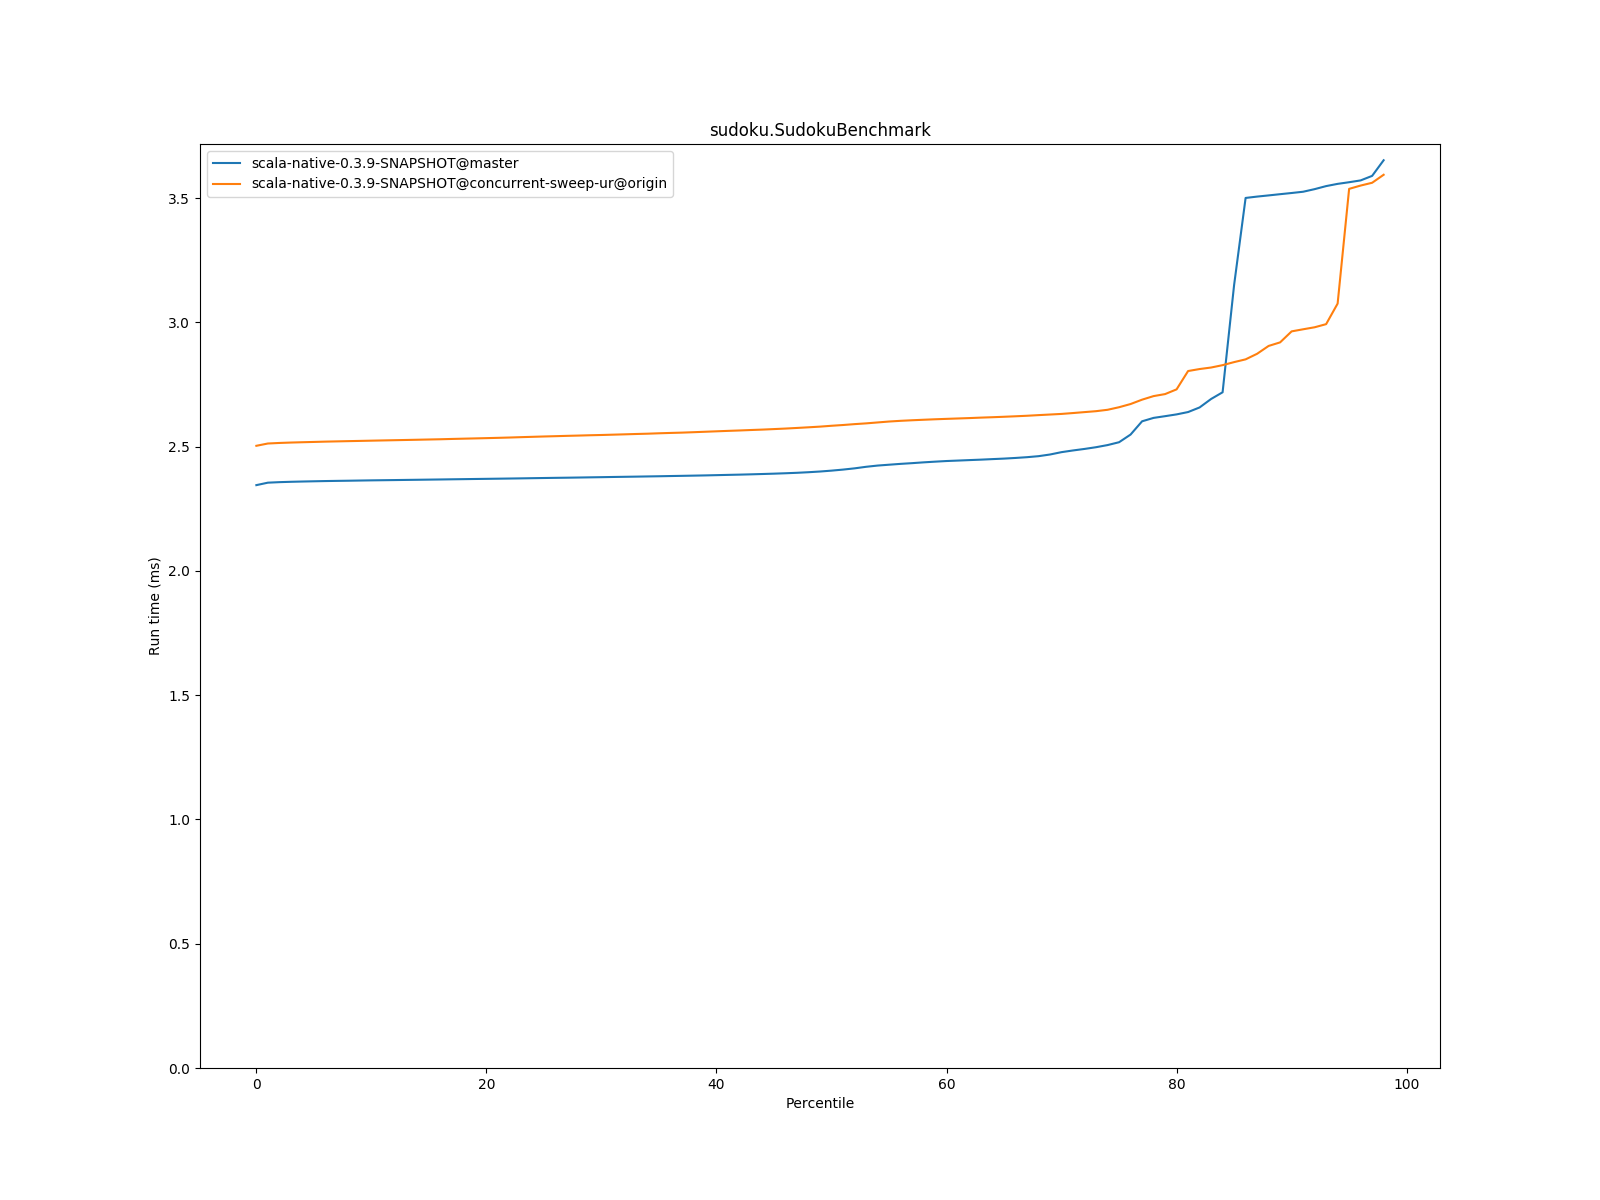 sudoku.SudokuBenchmark
scala-native-0.3.9-SNAPSHOT@master
scala-native-0.3.9-SNAPSHOT@concurrent-sweep-ur@origin
3.5
3.0
2.5
2.0
1.5
1.0
0.5
0.0
Run time (ms)
0 20 40 60 80 100
Percentile